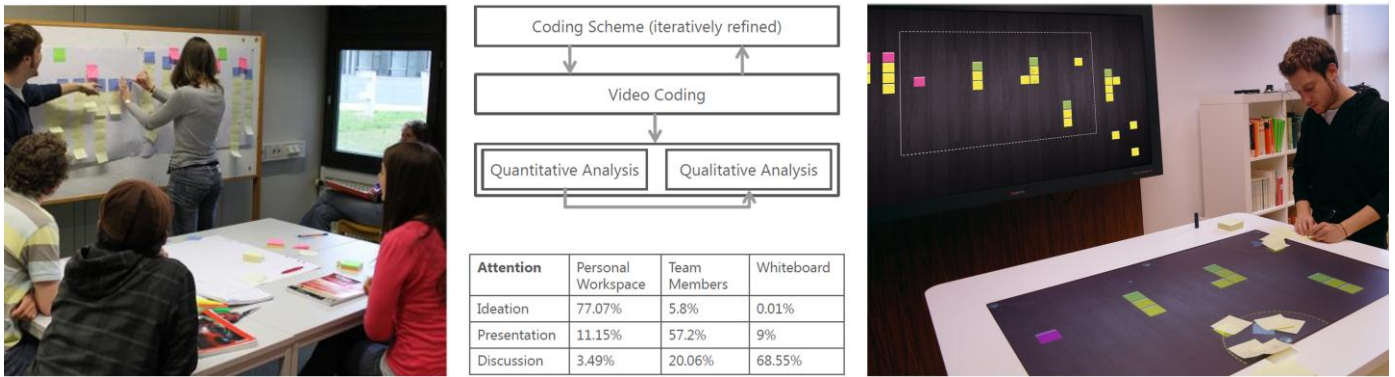 Coding Scheme (iteratively refined)
Video Coding
Quantitative Analysis
Qualitative Analysis
Attention Personal Workspace Team Members Whiteboard
Ideation 77.07% 5.8% 0.01%
Presentation 11.15% 57.2% 9%
Discussion 3.49% 20.06% 68.55%